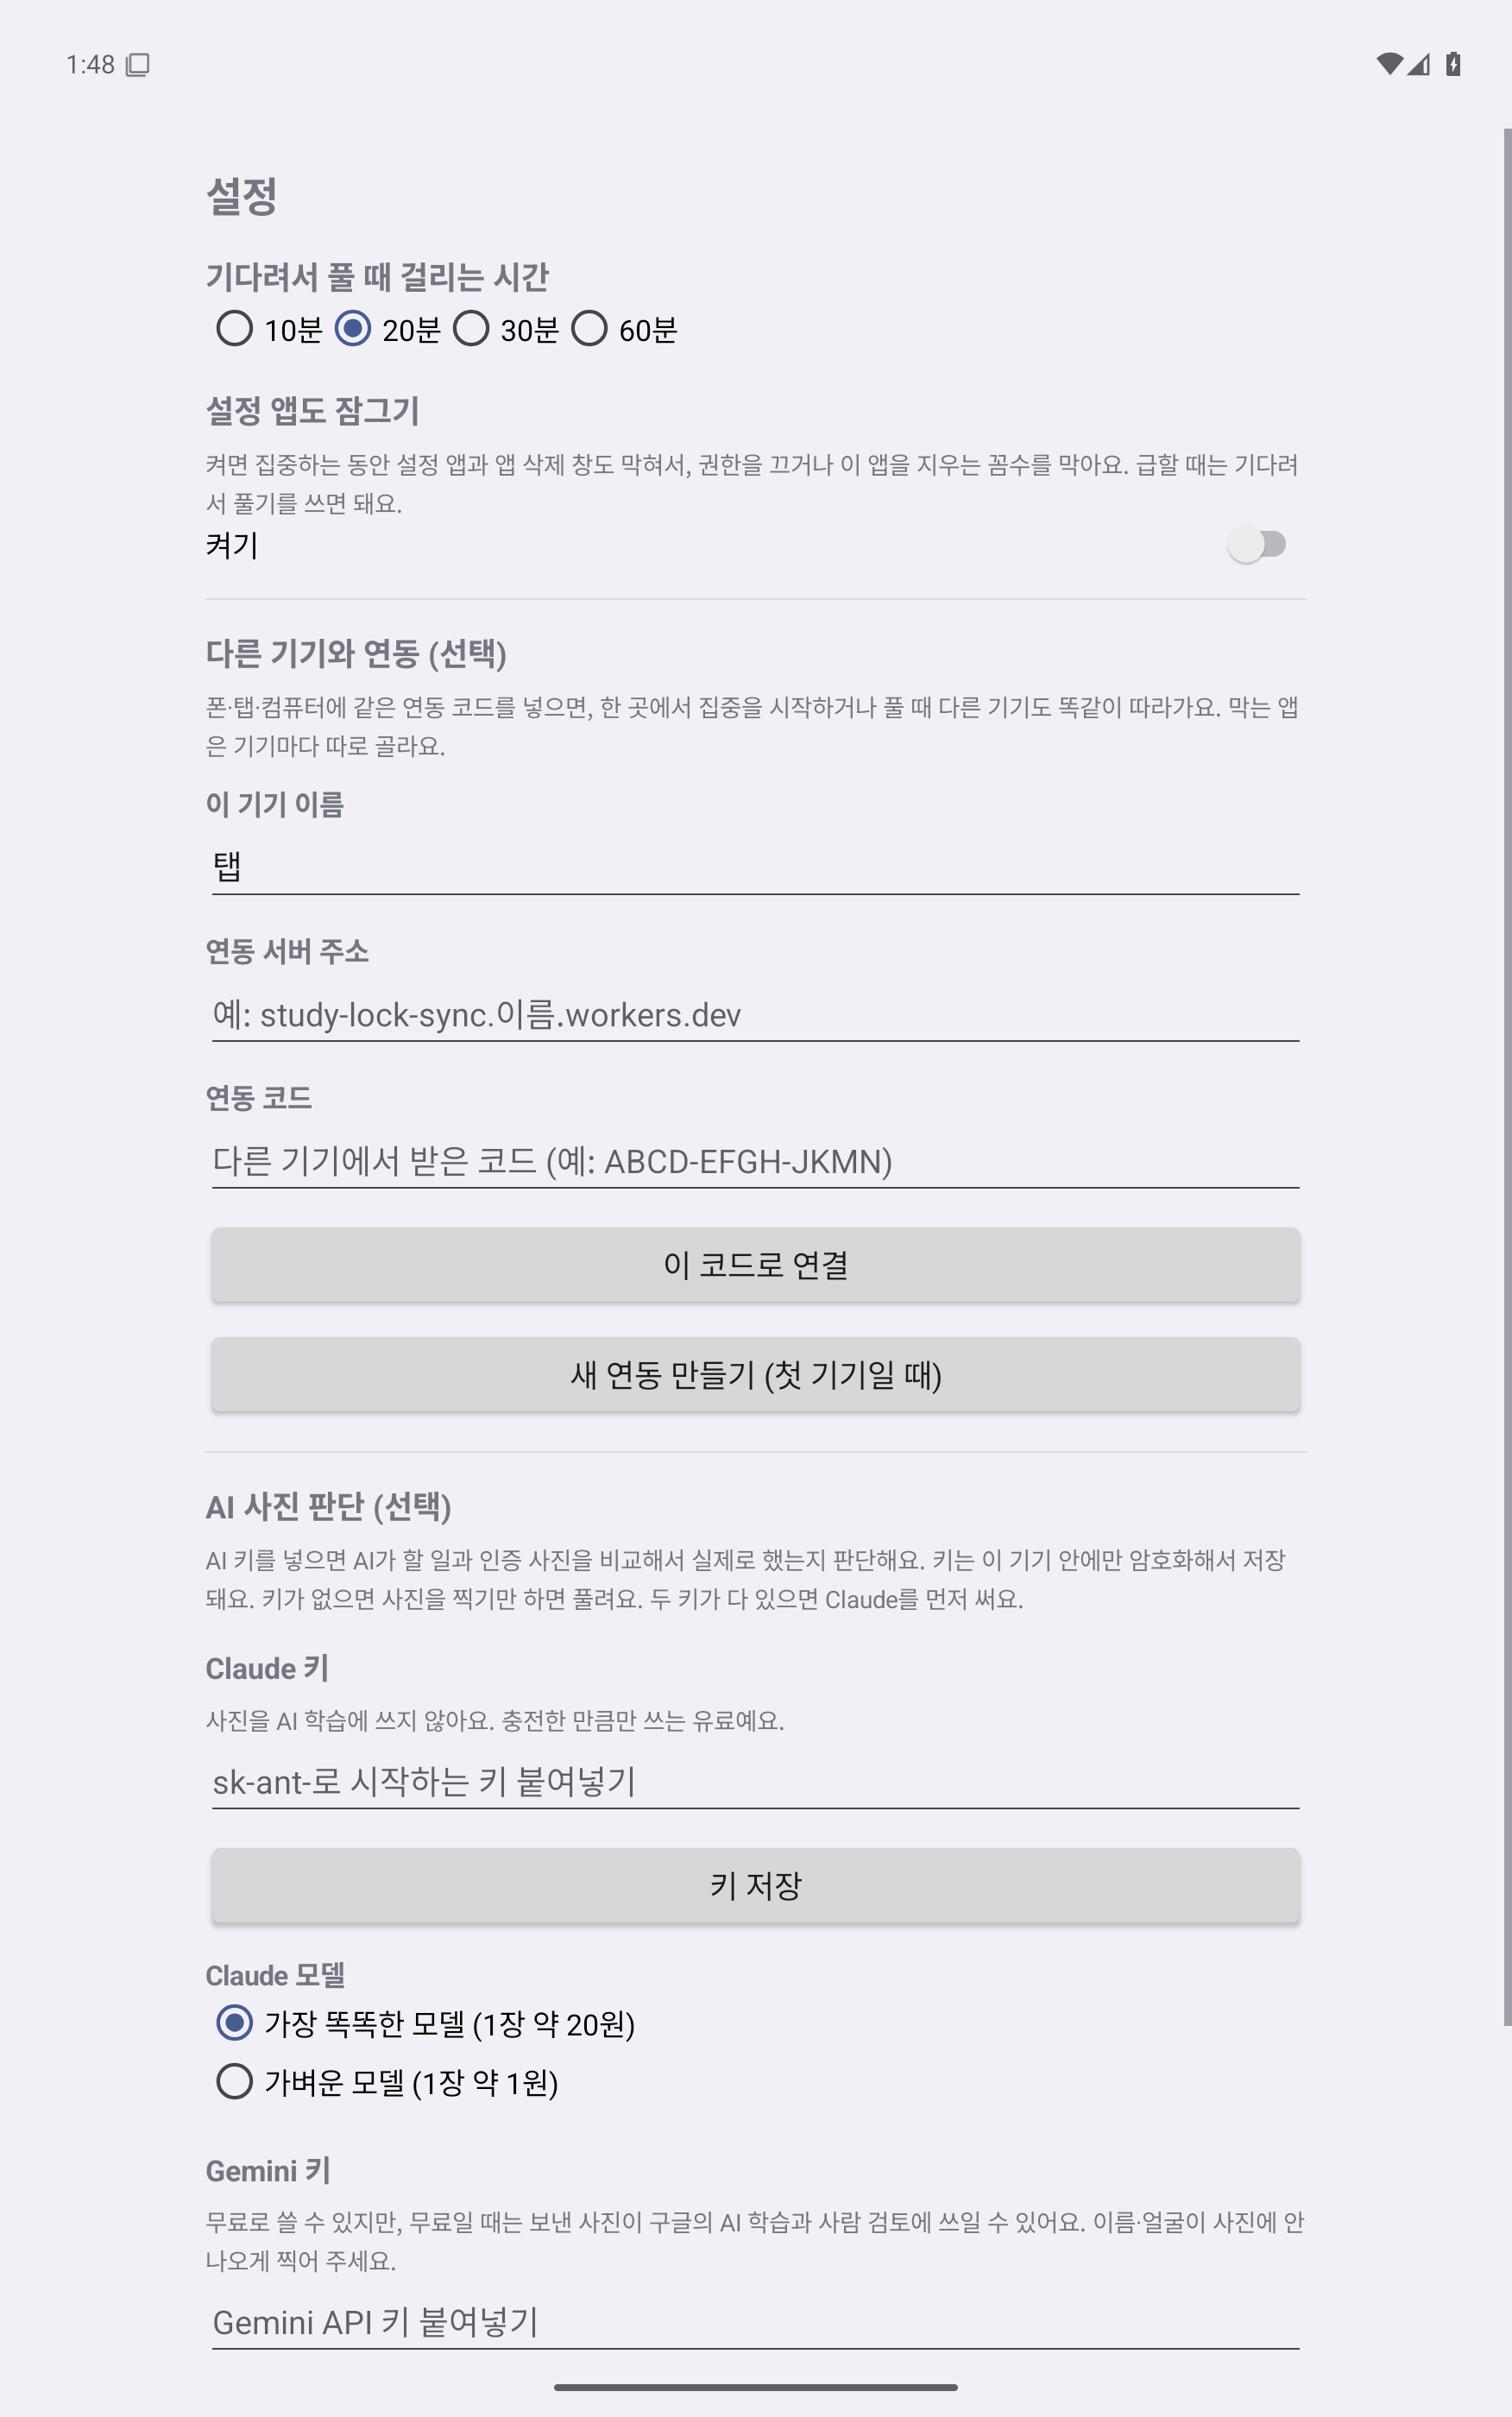 1:48
설정
기다려서 풀 때 걸리는 시간
10분 20분 30분 60분
설정 앱도 잠그기
켜면 집중하는 동안 설정 앱과 앱 삭제 창도 막혀서, 권한을 끄거나 이 앱을 지우는 꼼수를 막아요. 급할 때는 기다려
서 풀기를 쓰면 돼요.
켜기
다른 기기와 연동 (선택)
폰·탭·컴퓨터에 같은 연동 코드를 넣으면, 한 곳에서 집중을 시작하거나 풀 때 다른 기기도 똑같이 따라가요. 막는 앱
은 기기마다 따로 골라요.
이 기기 이름
탭
연동 서버 주소
예: study-lock-sync.이름.workers.dev
연동 코드
다른 기기에서 받은 코드 (예: ABCD-EFGH-JKMN)
이 코드로 연결
새 연동 만들기 (첫 기기일 때)
AI 사진 판단 (선택)
AI 키를 넣으면 AI가 할 일과 인증 사진을 비교해서 실제로 했는지 판단해요. 키는 이 기기 안에만 암호화해서 저장
돼요. 키가 없으면 사진을 찍기만 하면 풀려요. 두 키가 다 있으면 Claude를 먼저 써요.
Claude 키
사진을 AI 학습에 쓰지 않아요. 충전한 만큼만 쓰는 유료예요.
sk-ant-로 시작하는 키 붙여넣기
키 저장
Claude 모델
가장 똑똑한 모델 (1장 약 20원)
가벼운 모델 (1장 약 1원)
Gemini 키
무료로 쓸 수 있지만, 무료일 때는 보낸 사진이 구글의 AI 학습과 사람 검토에 쓰일 수 있어요. 이름·얼굴이 사진에 안
나오게 찍어 주세요.
Gemini API 키 붙여넣기